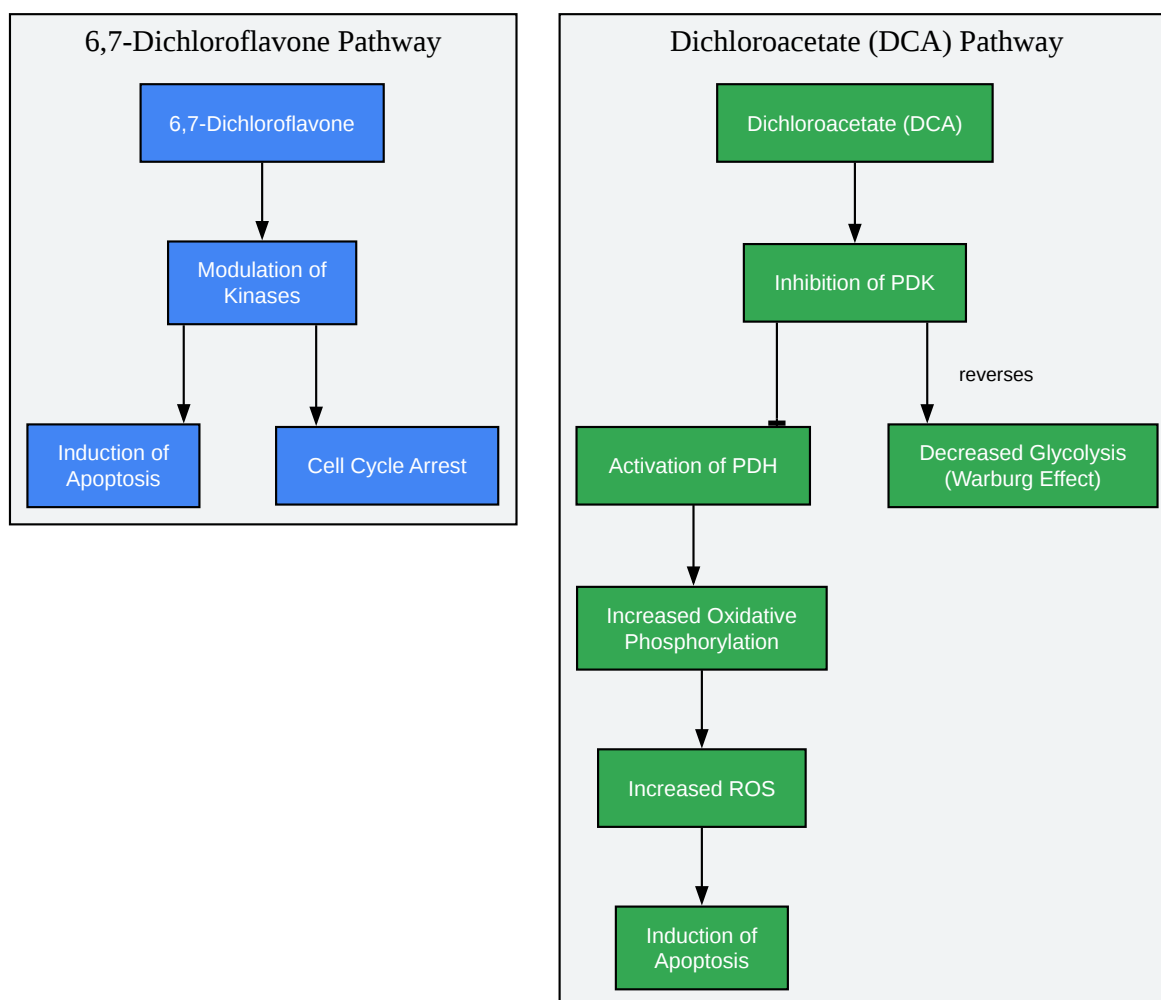 6,7-Dichloroflavone Pathway
6,7-Dichloroflavone
Modulation of
Kinases
Induction of
Apoptosis
Cell Cycle Arrest
Dichloroacetate (DCA) Pathway
Dichloroacetate (DCA)
Inhibition of PDK
reverses
Activation of PDH
Decreased Glycolysis
(Warburg Effect)
Increased Oxidative
Phosphorylation
Increased ROS
Induction of
Apoptosis